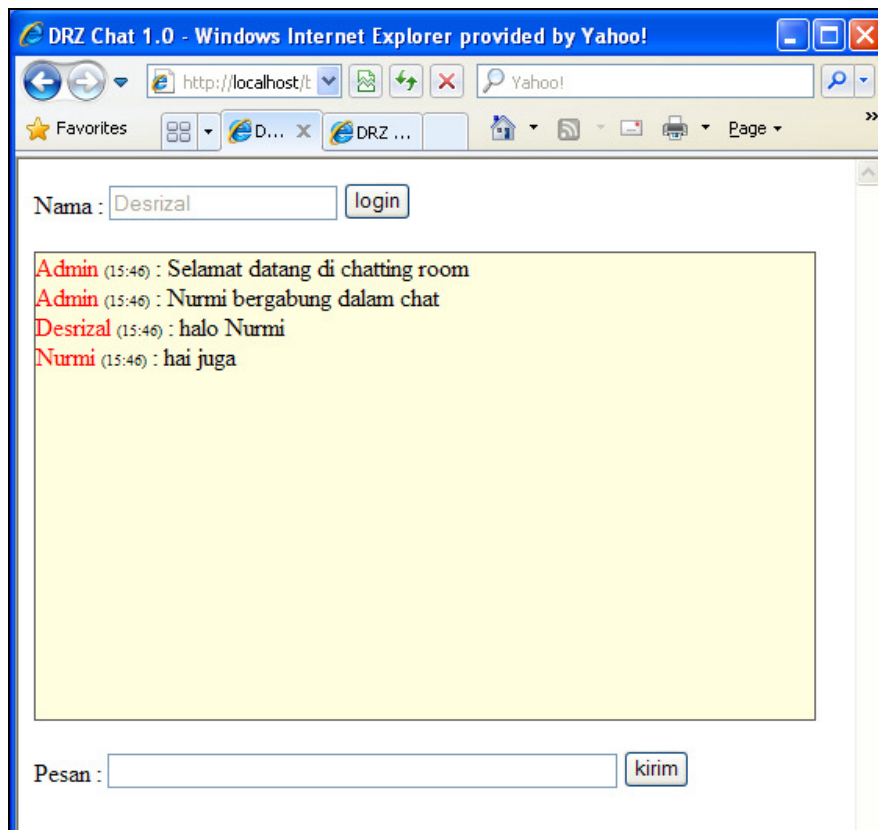 DRZ Chat 1.0 - Windows Internet Explorer provided by Yahoo!
http://localhost/t Yahoo!
Favorites D... DRZ ... Page »
Nama : Desrizal login
Admin (15:46) : Selamat datang di chatting room
Admin (15:46) : Nurmi bergabung dalam chat
Desrizal (15:46) : halo Nurmi
Nurmi (15:46) : hai juga
Pesan : kirim